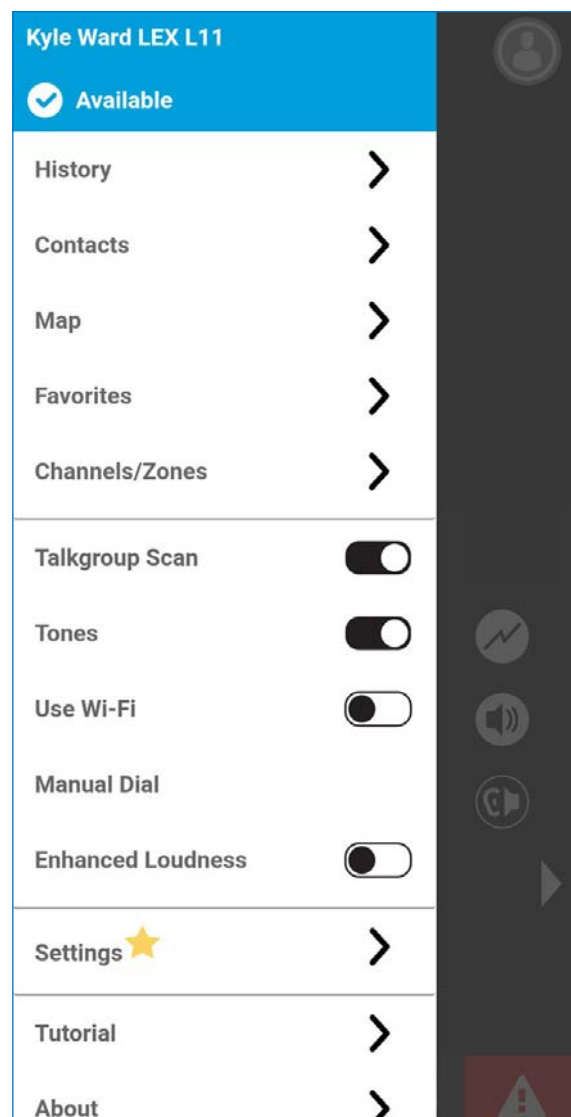 Kyle Ward LEX L11
Available
History
Contacts
Map
Favorites
Channels/Zones
Talkgroup Scan
Tones
Use Wi-Fi
Manual Dial
Enhanced Loudness
Settings
Tutorial
About